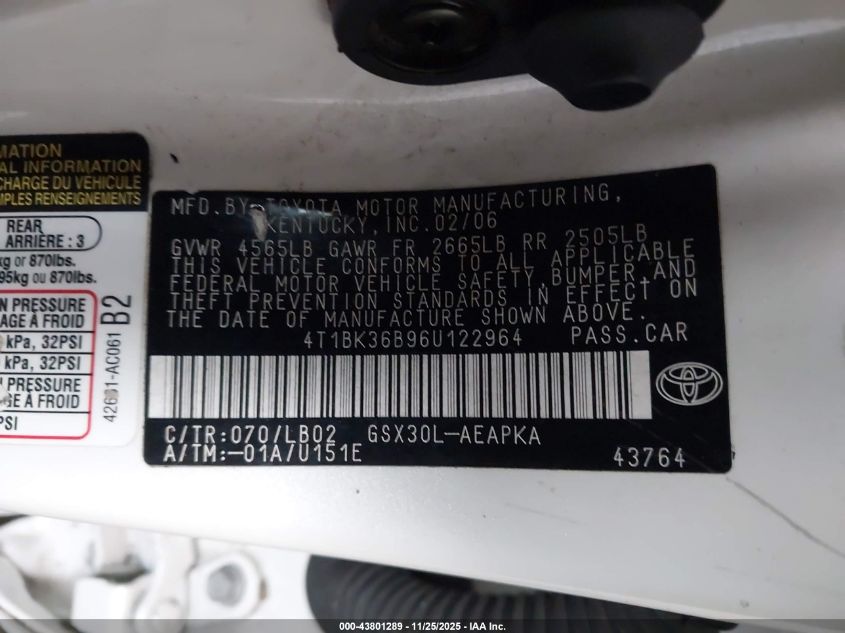 MATION
AL INFORMATION
CHARGE DU VEHICULE
MPLES RENSEIGNEMENTS
REAR
ARRIÈRE : 3
kg or 870lbs.
95kg ou 870lbs.
N PRESSURE
AGE À FROID
kPa, 32PSI
kPa, 32PSI
PRESSURE
GE À FROID
PSI
B2
42661-AC061
MFD.BY TOYOTA MOTOR MANUFACTURING,
KENTUCKY, INC.02/06
GVWR 4565LB GAWR FR 2665LB RR 2505LB
THIS VEHICLE CONFORMS TO ALL APPLICABLE
FEDERAL MOTOR VEHICLE SAFETY, BUMPER, AND
THEFT PREVENTION STANDARDS IN EFFECT ON
THE DATE OF MANUFACTURE SHOWN ABOVE.
4T1BK36B96U122964 PASS.CAR
C/TR:070/LB02 GSX30L-AEAPKA
A/TM:-01A/U151E 43764
000-43801289 - 11/25/2025 - IAA Inc.